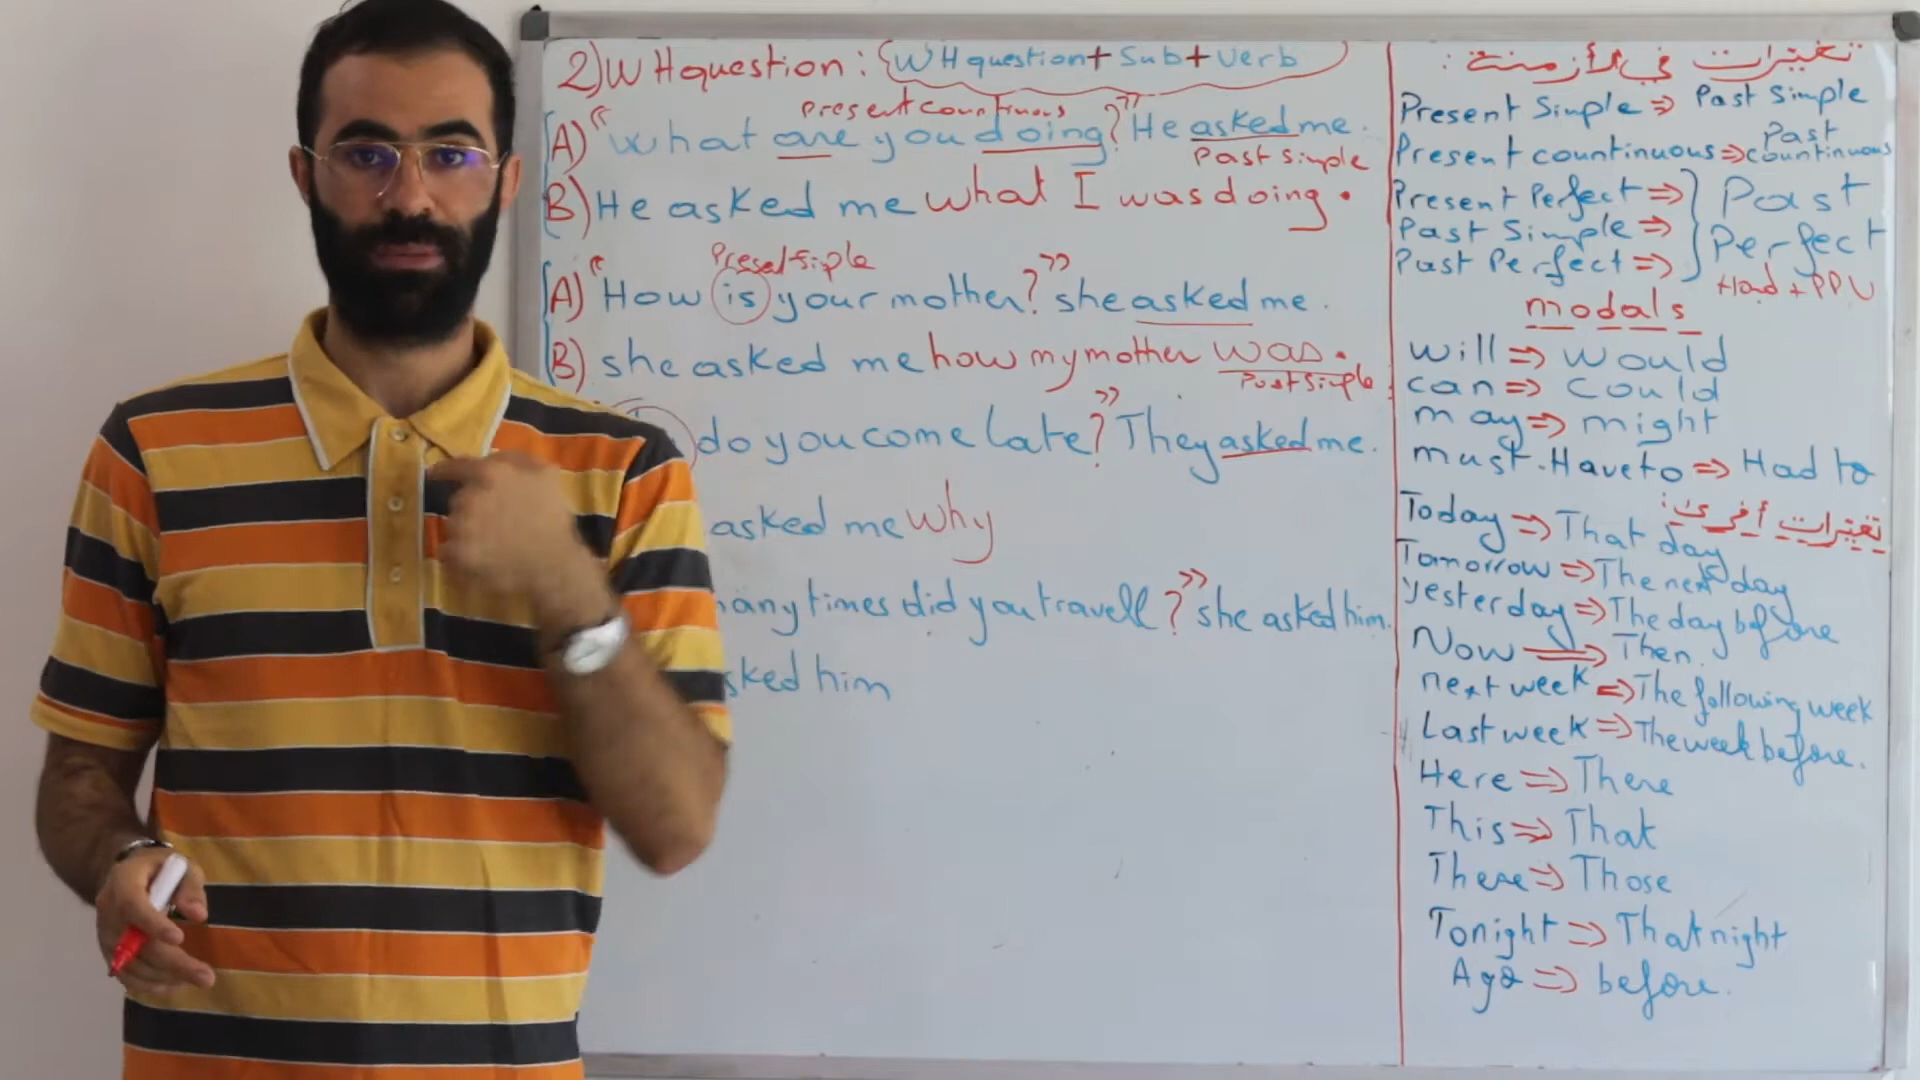 2) WH question : {WH question + Sub + verb
Present countinuous
A) "What are you doing?" He asked me.
Past simple
B) He asked me what I was doing.
Preset siple
A) "How is your mother?" she asked me.
B) she asked me how my mother was.
Past simple
do you come late?" They asked me.
asked me why
many times did you travell?" she asked him.
asked him
تغيرات في الأزمنة :
Present Simple => Past Simple
Present countinuous => Past countinuous
Present Perfect =>
Past Simple =>
Past Perfect =>
} Past Perfect
Had + PPV
modals
will => would
can => could
may => might
must. Have to => Had to
تغيرات أخرى :
Today => That day
Tomorrow => The next day
yesterday => The day before
Now => Then.
next week => The following week
Last week => The week before.
Here => There
This => That
These => Those
Tonight => That night
Ago => before.